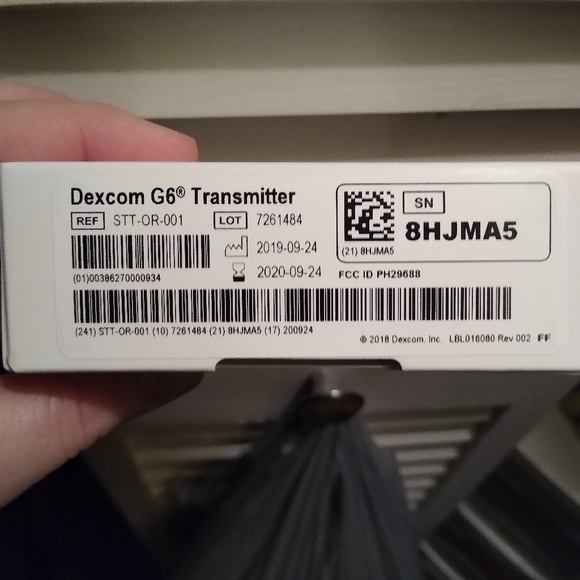 Dexcom G6® Transmitter
REF STT-OR-001 LOT 7261484
2019-09-24
(01)00386270000934
2020-09-24
SN
8HJMA5
(21) 8HJMA5
FCC ID PH29688
(241) STT-OR-001 (10) 7261484 (21) 8HJMA5 (17) 200924
© 2018 Dexcom, Inc. LBL016080 Rev 002 FF